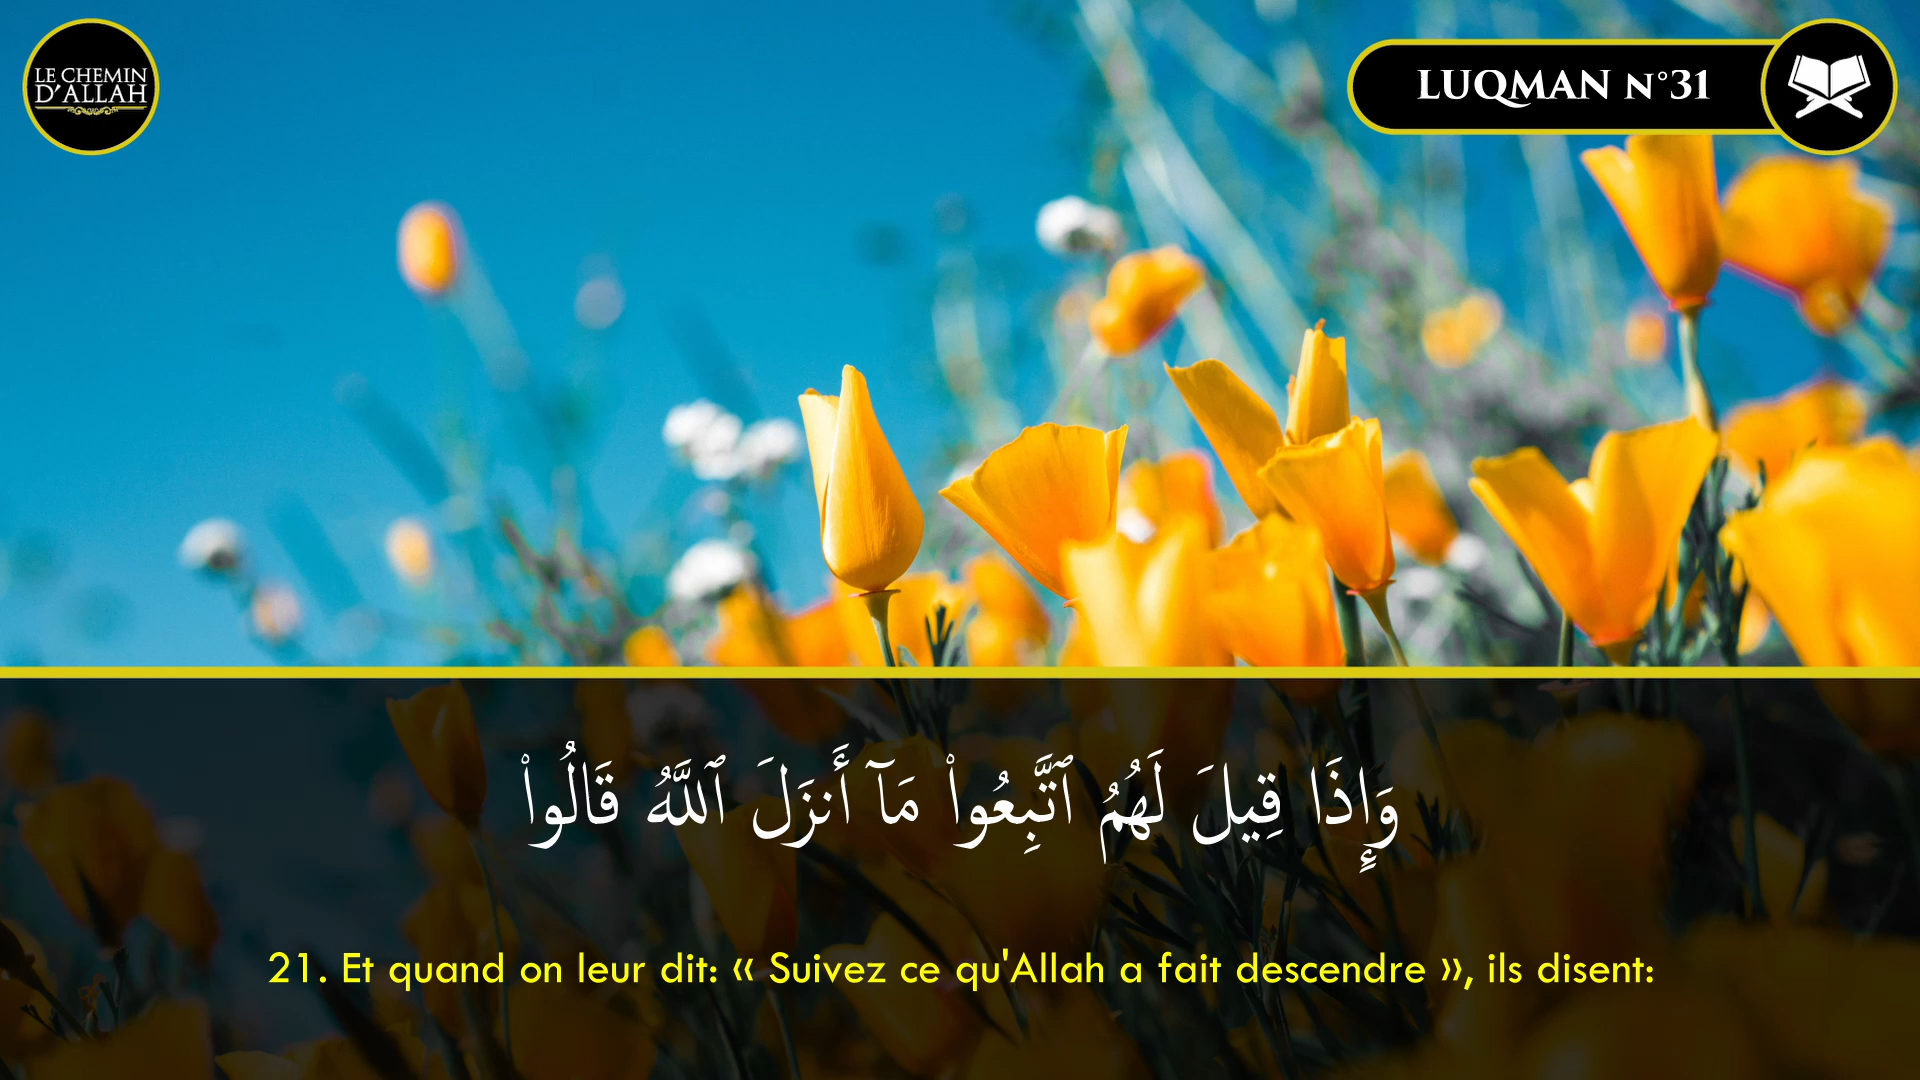 LE CHEMIN
D'ALLAH
LUQMAN N°31
وَإِذَا قِيلَ لَهُمُ ٱتَّبِعُوا۟ مَآ أَنزَلَ ٱللَّهُ قَالُوا۟
21. Et quand on leur dit: « Suivez ce qu'Allah a fait descendre », ils disent: